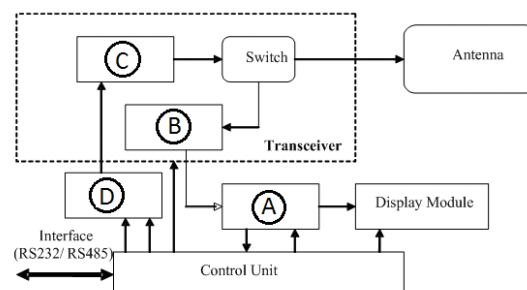 C
Switch
Antenna
B
Transceiver
D
A
Display Module
Interface
(RS232/ RS485)
Control Unit